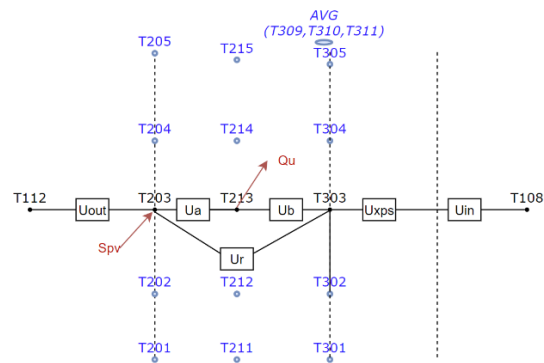 AVG
(T309,T310,T311)
T205 T215 T305
T204 T214 T304
Qu
T112 T203 T213 T303 T108
Uout Ua Ub Uxps Uin
Spv
Ur
T202 T212 T302
T201 T211 T301